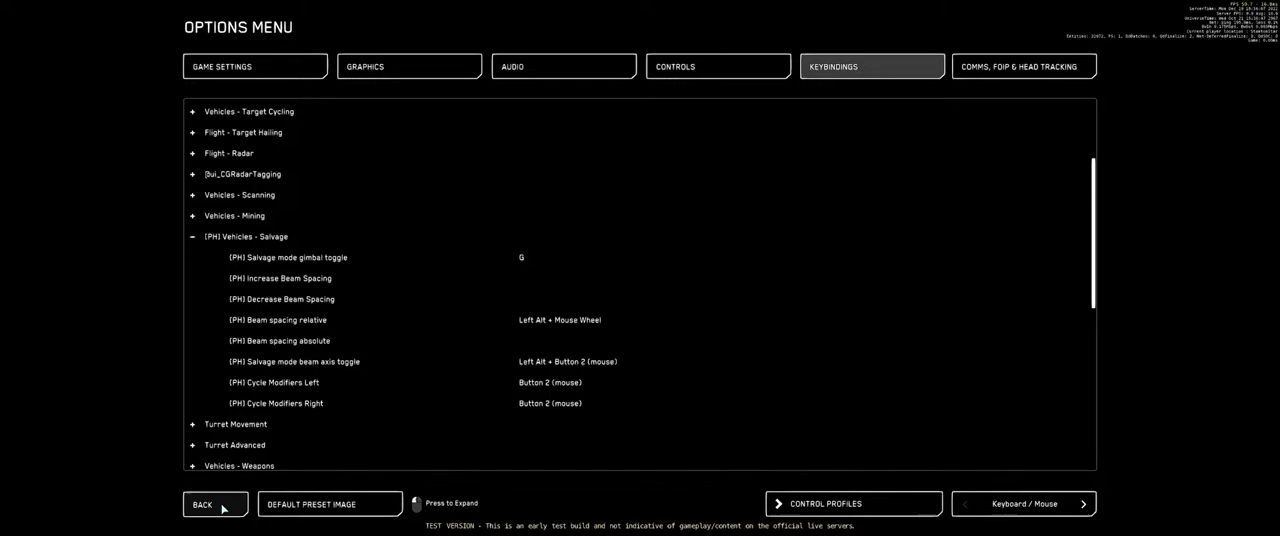 OPTIONS MENU
GAME SETTINGS
GRAPHICS
AUDIO
CONTROLS
KEYBINDINGS
COMMS, FOIP & HEAD TRACKING
+ Vehicles - Target Cycling
+ Flight - Target Hailing
+ Flight - Radar
+ @ui_CGRadarTagging
+ Vehicles - Scanning
+ Vehicles - Mining
- [PH] Vehicles - Salvage
[PH] Salvage mode gimbal toggle G
[PH] Increase Beam Spacing
[PH] Decrease Beam Spacing
[PH] Beam spacing relative Left Alt + Mouse Wheel
[PH] Beam spacing absolute
[PH] Salvage mode beam axis toggle Left Alt + Button 2 (mouse)
[PH] Cycle Modifiers Left Button 2 (mouse)
[PH] Cycle Modifiers Right Button 2 (mouse)
+ Turret Movement
+ Turret Advanced
+ Vehicles - Weapons
BACK
DEFAULT PRESET IMAGE
Press to Expand
CONTROL PROFILES
Keyboard / Mouse
TEST VERSION - This is an early test build and not indicative of gameplay/content on the official live servers.